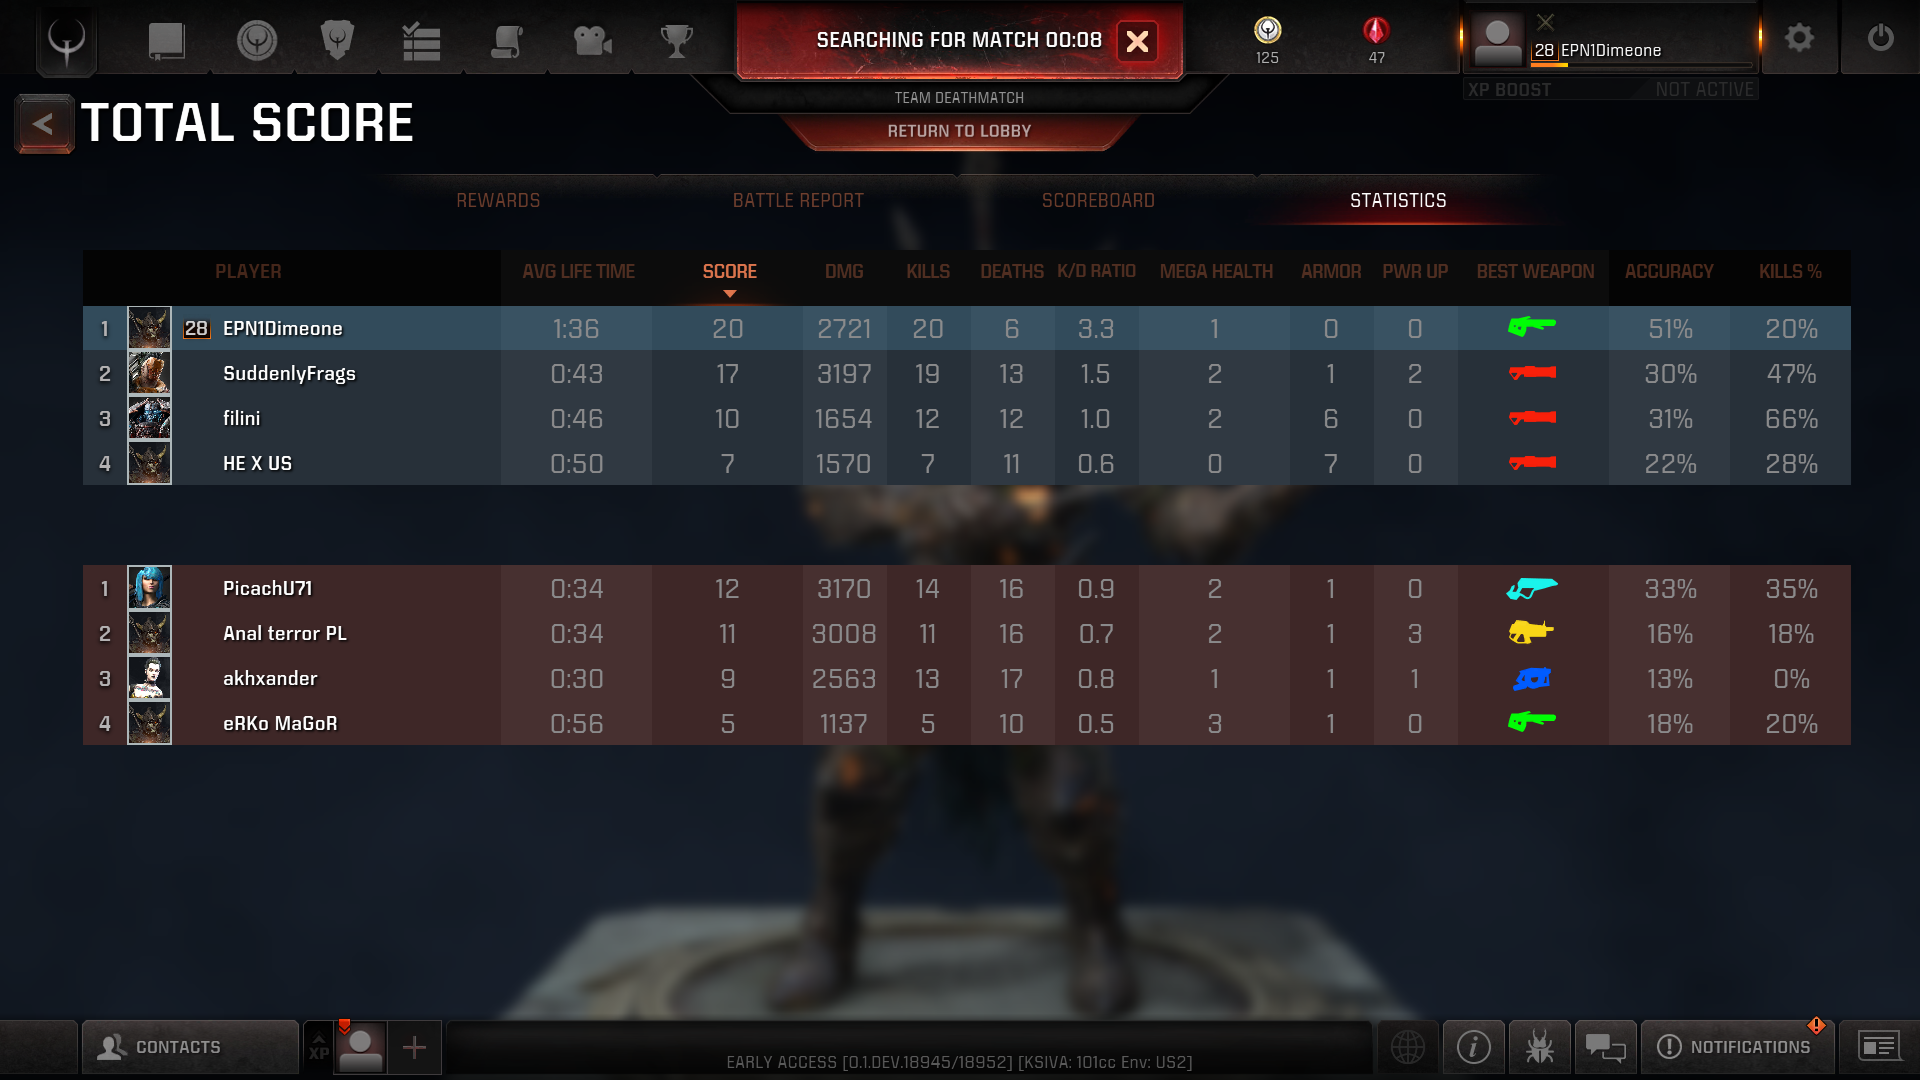 SEARCHING FOR MATCH 00:08
125 47
28 EPN1Dimeone
TEAM DEATHMATCH
XP BOOST NOT ACTIVE
< TOTAL SCORE
RETURN TO LOBBY
REWARDS BATTLE REPORT SCOREBOARD STATISTICS
PLAYER AVG LIFE TIME SCORE DMG KILLS DEATHS K/D RATIO MEGA HEALTH ARMOR PWR UP BEST WEAPON ACCURACY KILLS %
1 28 EPN1Dimeone 1:36 20 2721 20 6 3.3 1 0 0 51% 20%
2 SuddenlyFrags 0:43 17 3197 19 13 1.5 2 1 2 30% 47%
3 filini 0:46 10 1654 12 12 1.0 2 6 0 31% 66%
4 HE X US 0:50 7 1570 7 11 0.6 0 7 0 22% 28%
1 PicachU71 0:34 12 3170 14 16 0.9 2 1 0 33% 35%
2 Anal terror PL 0:34 11 3008 11 16 0.7 2 1 3 16% 18%
3 akhxander 0:30 9 2563 13 17 0.8 1 1 1 13% 0%
4 eRKo MaGoR 0:56 5 1137 5 10 0.5 3 1 0 18% 20%
CONTACTS XP NOTIFICATIONS
EARLY ACCESS [0.1.DEV.18945/18952] [KSIVA: 101cc Env: US2]